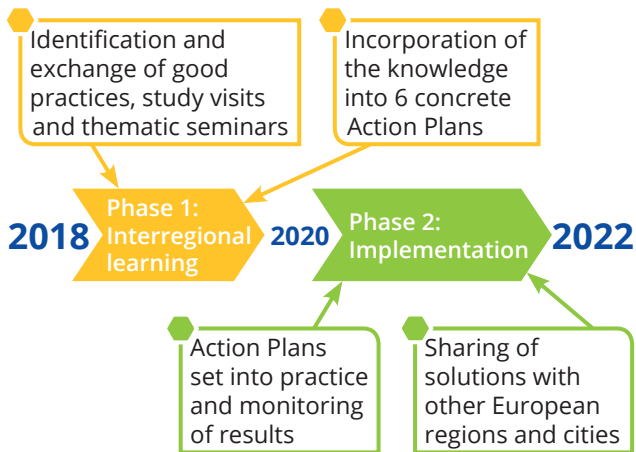 Identification and
exchange of good
practices, study visits
and thematic seminars
Incorporation of
the knowledge
into 6 concrete
Action Plans
2018
Phase 1:
Interregional
learning
2020
Phase 2:
Implementation
2022
Action Plans
set into practice
and monitoring
of results
Sharing of
solutions with
other European
regions and cities